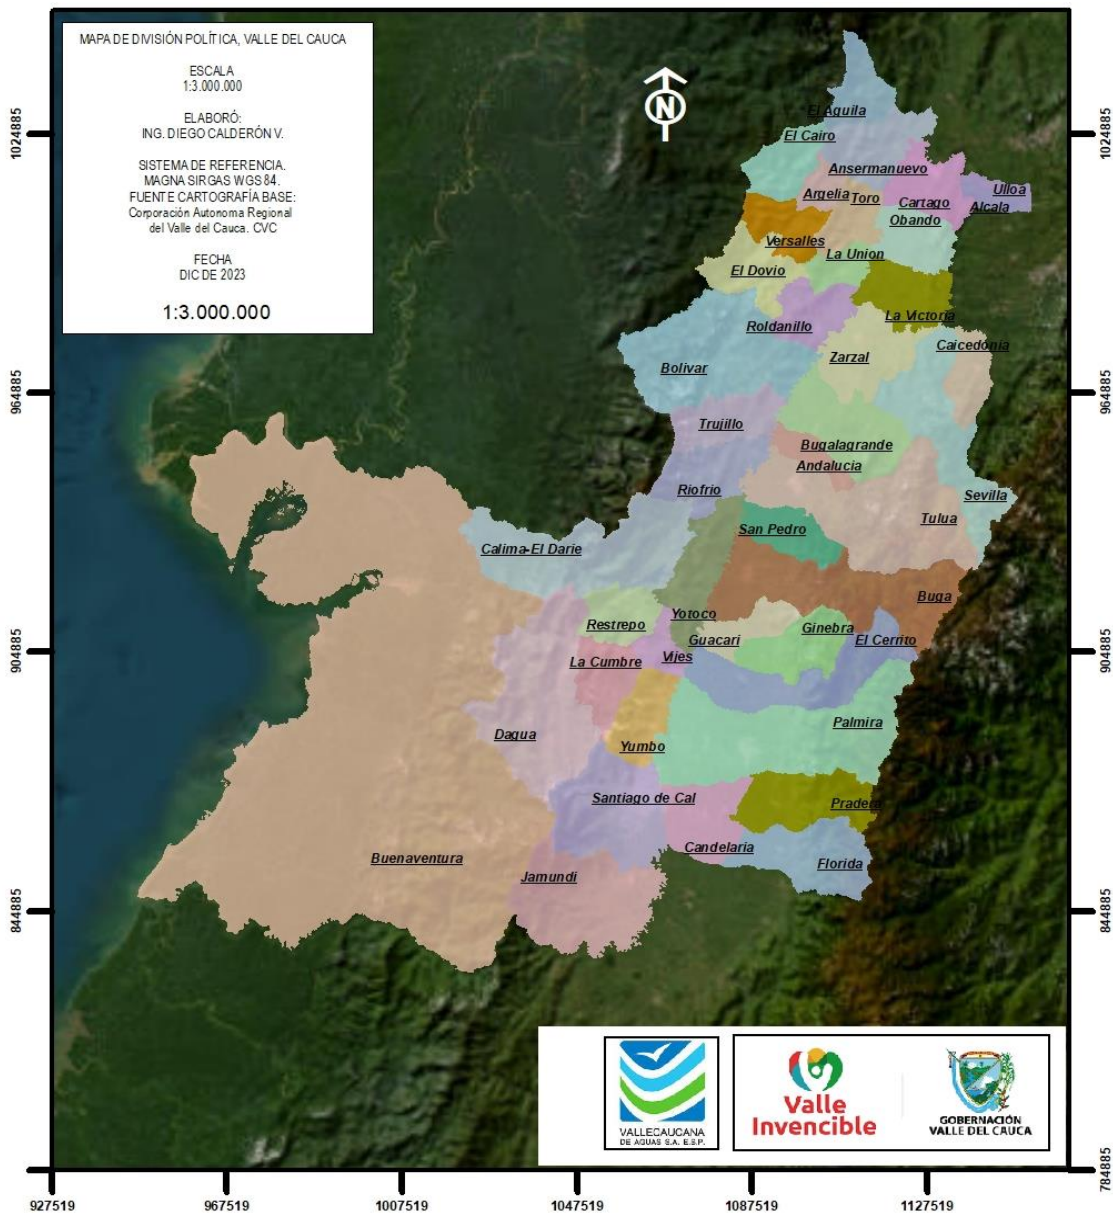 MAPA DE DIVISIÓN POLÍTICA, VALLE DEL CAUCA
ESCALA
1:3.000.000
ELABORÓ:
ING. DIEGO CALDERÓN V.
SISTEMA DE REFERENCIA.
MAGNA SIRGAS WGS 84.
FUENTE CARTOGRAFÍA BASE:
Corporación Autonoma Regional
del Valle del Cauca. CVC
FECHA
DIC DE 2023
1:3.000.000
N
El Aguila
El Cairo
Ansermanuevo
Ulloa
Argelia
Toro
Cartago
Alcala
Obando
Versalles
La Union
El Dovio
La Victoria
Roldanillo
Caicedonia
Zarzal
Bolivar
Trujillo
Bugalagrande
Andalucia
Riofrio
Sevilla
Tulua
San Pedro
Calima-El Darie
Buga
Yotoco
Restrepo
Ginebra
Guacari
El Cerrito
Vijes
La Cumbre
Palmira
Dagua
Yumbo
Santiago de Cal
Pradera
Candelaria
Buenaventura
Florida
Jamundi
VALLECAUCANA
DE AGUAS S.A. E.S.P.
Valle
Invencible
GOBERNACIÓN
VALLE DEL CAUCA
1024885
964885
904885
844885
1024885
964885
904885
844885
784885
927519
967519
1007519
1047519
1087519
1127519